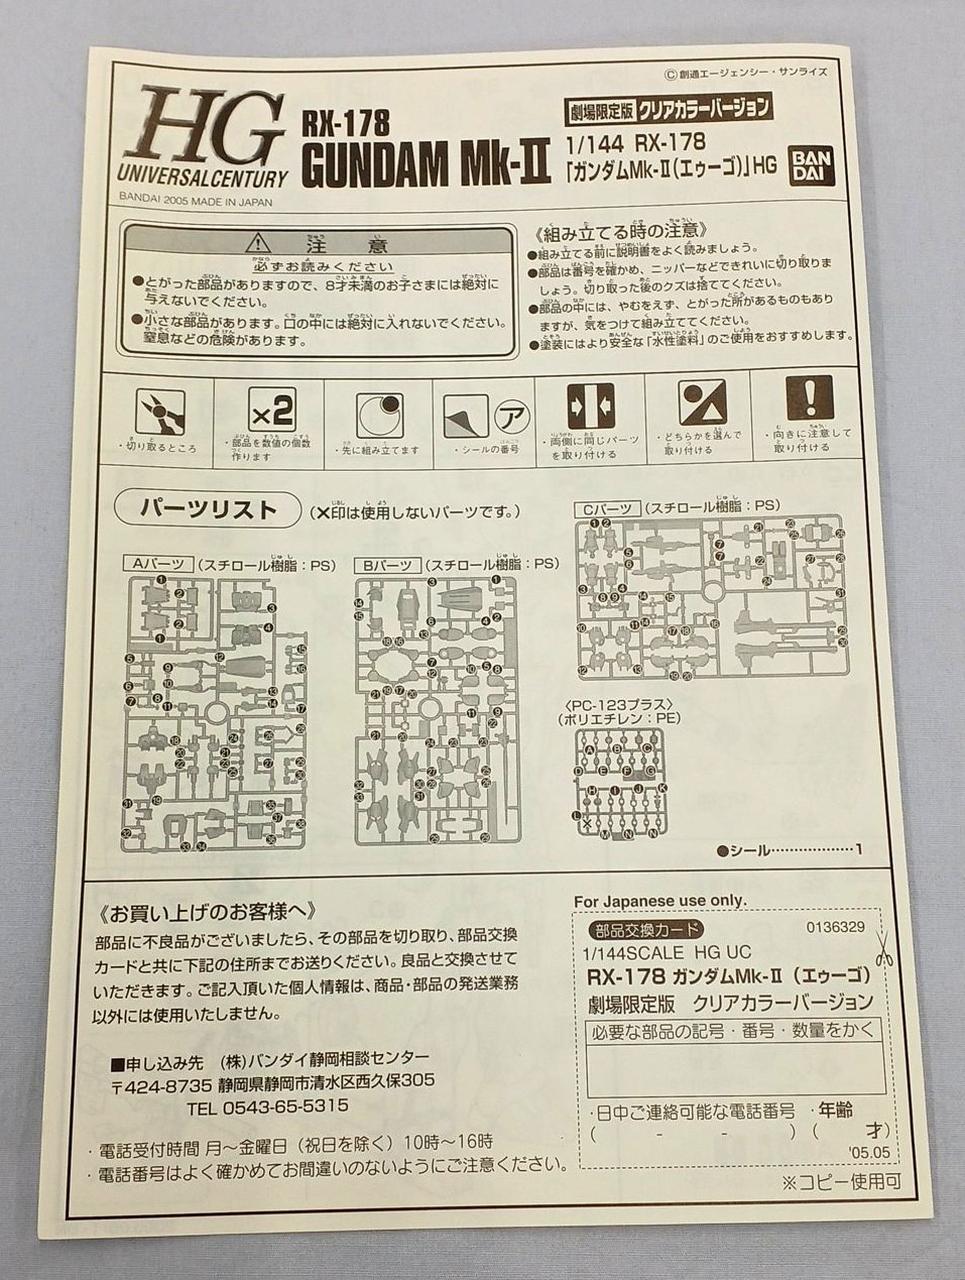 ©創通エージェンシー・サンライズ
HG
UNIVERSAL CENTURY
BANDAI 2005 MADE IN JAPAN
RX-178
GUNDAM Mk-II
劇場限定版 クリアカラーバージョン
1/144 RX-178
「ガンダムMk-II(エゥーゴ)」HG
BAN
DAI
注 意
必ずお読みください
●とがった部品がありますので、8才未満のお子さまには絶対に
与えないでください。
●小さな部品があります。口の中には絶対に入れないでください。
窒息などの危険があります。
《組み立てる時の注意》
●組み立てる前に説明書をよく読みましょう。
●部品は番号を確かめ、ニッパーなどできれいに切り取りま
しょう。切り取った後のクズは捨ててください。
●部品の中には、やむをえず、とがった所があるものもあり
ますが、気をつけて組み立ててください。
●塗装にはより安全な「水性塗料」のご使用をおすすめします。
×2
ア
!
・切り取るところ
・部品を数値の個数
作ります
・先に組み立てます
・シールの番号
・両側に同じパーツ
を取り付ける
・どちらかを選んで
取り付ける
・向きに注意して
取り付ける
パーツリスト
(×印は使用しないパーツです。)
Aパーツ (スチロール樹脂:PS)
Bパーツ (スチロール樹脂:PS)
Cパーツ (スチロール樹脂:PS)
〈PC-123プラス〉
(ポリエチレン:PE)
●シール………………1
《お買い上げのお客様へ》
部品に不良品がございましたら、その部品を切り取り、部品交換
カードと共に下記の住所までお送りください。良品と交換させて
いただきます。ご記入頂いた個人情報は、商品・部品の発送業務
以外には使用いたしません。
■申し込み先 (株)バンダイ静岡相談センター
〒424-8735 静岡県静岡市清水区西久保305
TEL 0543-65-5315
・電話受付時間 月〜金曜日(祝日を除く)10時〜16時
・電話番号はよく確かめてお間違いのないようにご注意ください。
For Japanese use only.
部品交換カード 0136329
1/144SCALE HG UC
RX-178 ガンダムMk-II(エゥーゴ)
劇場限定版 クリアカラーバージョン
必要な部品の記号・番号・数量をかく
・日中ご連絡可能な電話番号 ・年齢
( - - ) ( 才)
'05.05
※コピー使用可